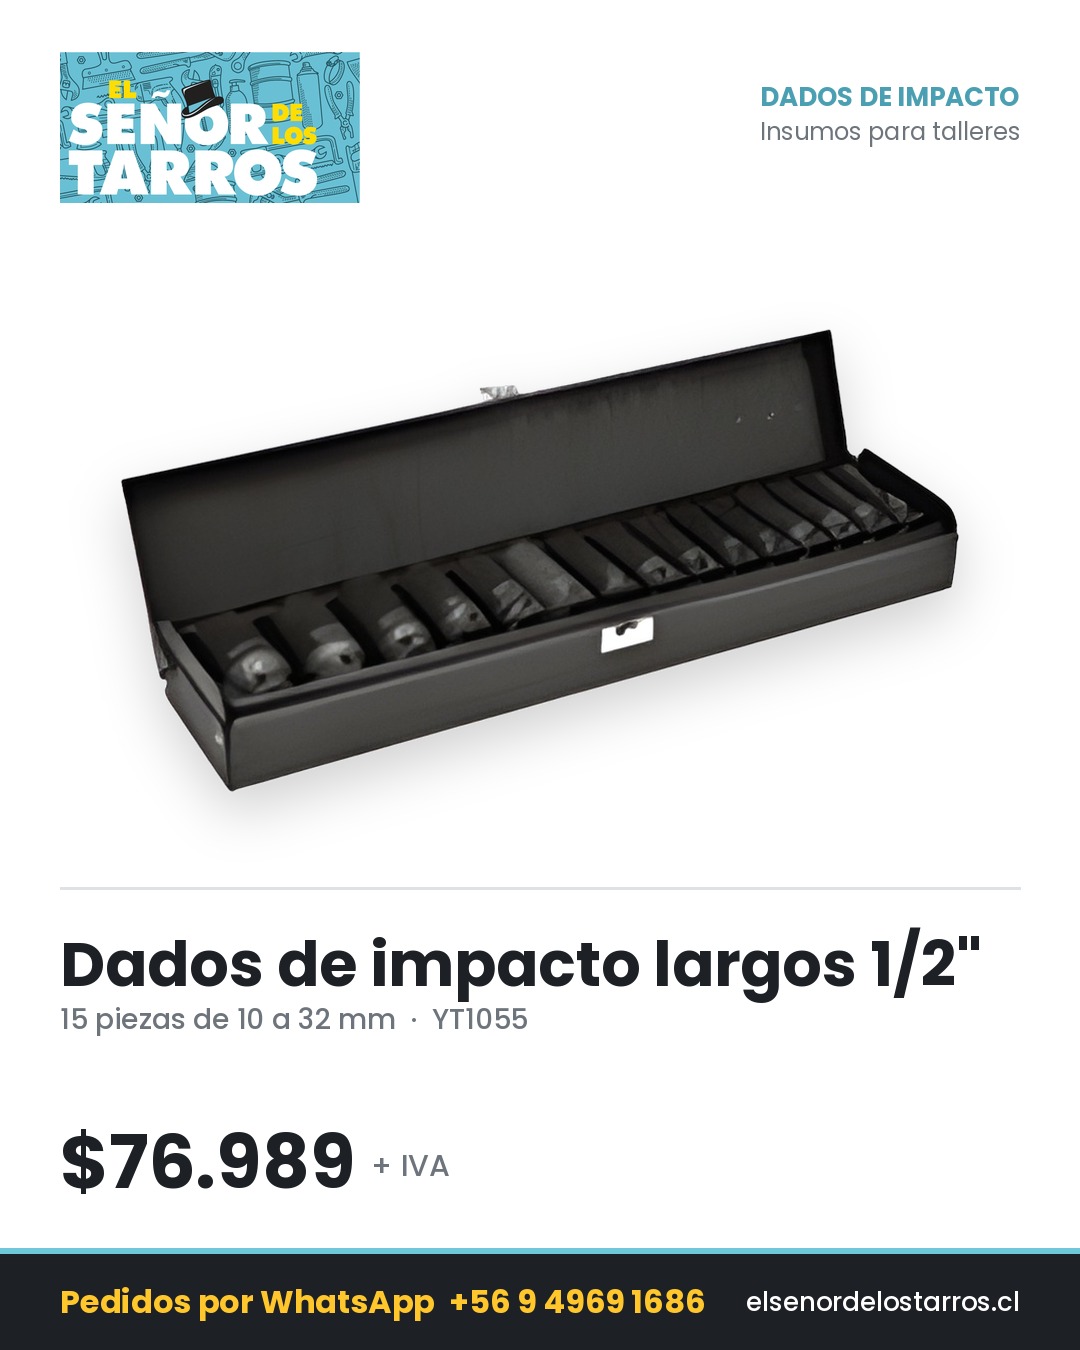 EL
SEÑOR DE LOS
TARROS
DADOS DE IMPACTO
Insumos para talleres
Dados de impacto largos 1/2"
15 piezas de 10 a 32 mm · YT1055
$76.989 + IVA
Pedidos por WhatsApp +56 9 4969 1686 elsenordelostarros.cl